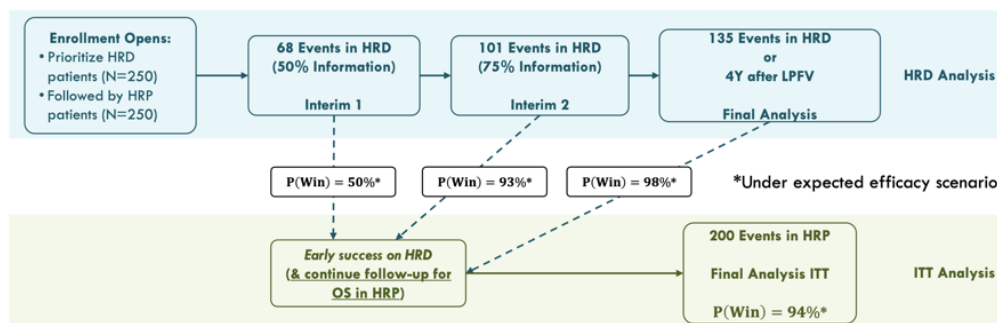 Enrollment Opens:
• Prioritize HRD
patients (N=250)
• Followed by HRP
patients (N=250)
68 Events in HRD
(50% Information)
Interim 1
101 Events in HRD
(75% Information)
Interim 2
135 Events in HRD
or
4Y after LPFV
Final Analysis
HRD Analysis
P(Win) = 50%*
P(Win) = 93%*
P(Win) = 98%*
*Under expected efficacy scenario
Early success on HRD
(& continue follow-up for
OS in HRP)
200 Events in HRP
Final Analysis ITT
P(Win) = 94%*
ITT Analysis